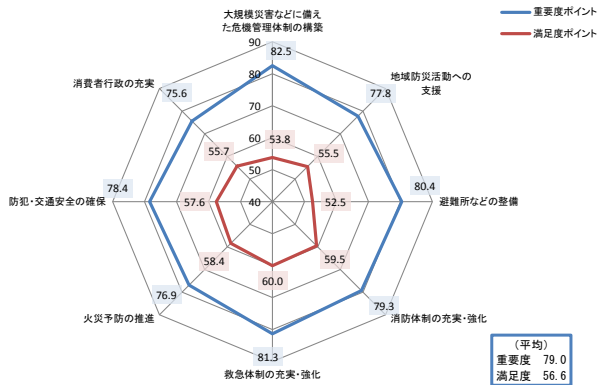 大規模災害などに備え
た危機管理体制の構築
重要度ポイント
満足度ポイント
90
82.5
80
消費者行政の充実
75.6
地域防災活動への
支援
77.8
70
60
53.8
55.7
55.5
50
78.4
80.4
防犯・交通安全の確保
57.6
40
52.5
避難所などの整備
58.4
59.5
60.0
76.9
79.3
火災予防の推進
消防体制の充実・強化
81.3
救急体制の充実・強化
（平均）
重要度 79.0
満足度 56.6